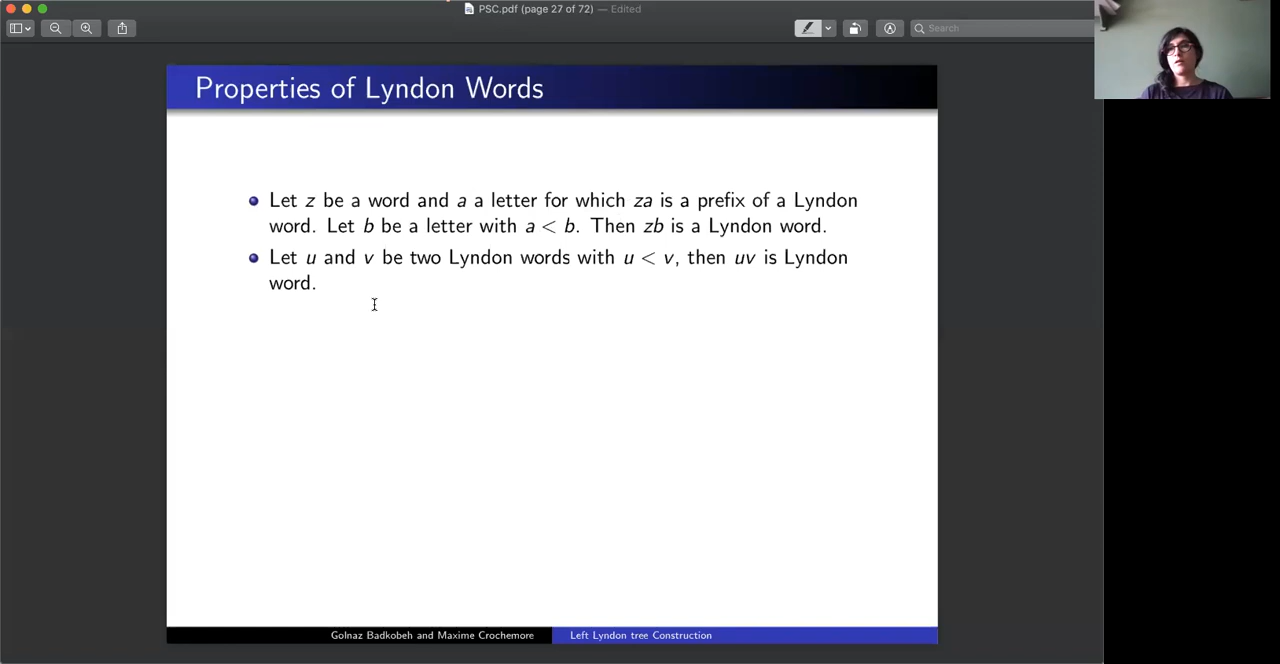 PSC.pdf (page 27 of 72) — Edited
Search
Properties of Lyndon Words
Let z be a word and a a letter for which za is a prefix of a Lyndon
word. Let b be a letter with a < b. Then zb is a Lyndon word.
Let u and v be two Lyndon words with u < v, then uv is Lyndon
word.
Golnaz Badkobeh and Maxime Crochemore
Left Lyndon tree Construction